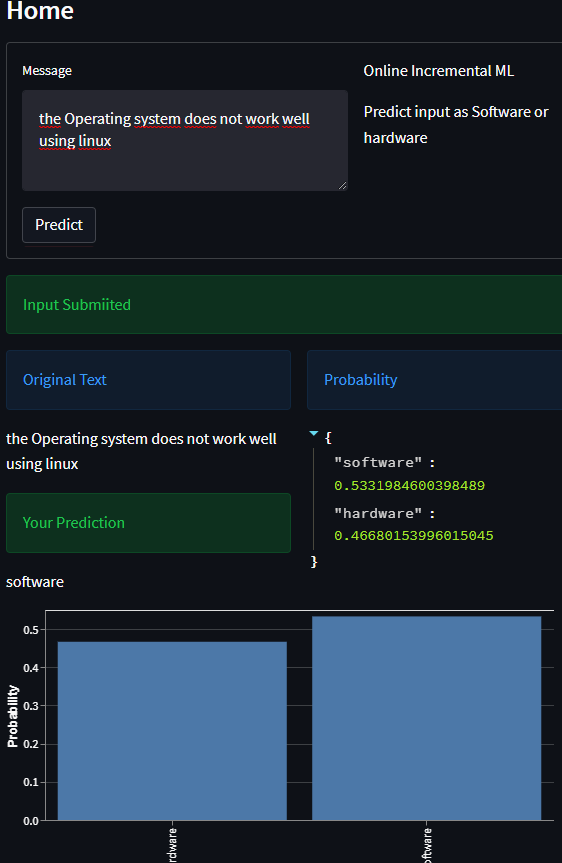 Home
Message
Online Incremental ML
the Operating system does not work well
using linux
Predict input as Software or
hardware
Predict
Input Submiited
Original Text
Probability
the Operating system does not work well
using linux
{
"software" :
0.5331984600398489
"hardware" :
0.46680153996015045
}
Your Prediction
software
0.5
0.4
0.3
0.2
0.1
0.0
Probability
rdware
oftware